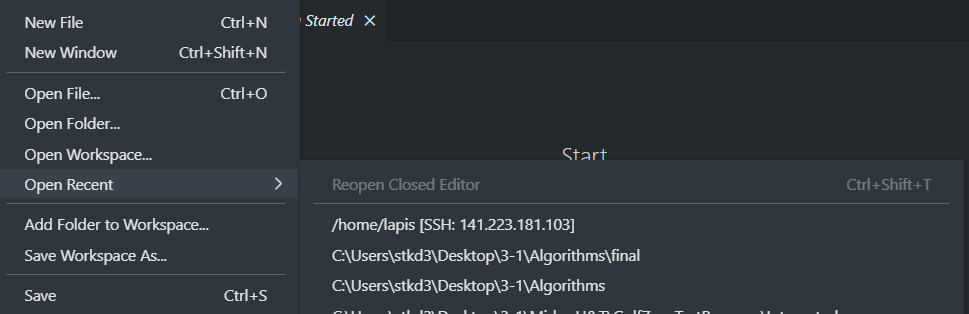 New File Ctrl+N
Started ×
New Window Ctrl+Shift+N
Open File... Ctrl+O
Open Folder...
Open Workspace...
Start
Open Recent
Reopen Closed Editor Ctrl+Shift+T
Add Folder to Workspace...
/home/lapis [SSH: 141.223.181.103]
Save Workspace As...
C:\Users\stkd3\Desktop\3-1\Algorithms\final
C:\Users\stkd3\Desktop\3-1\Algorithms
Save Ctrl+S